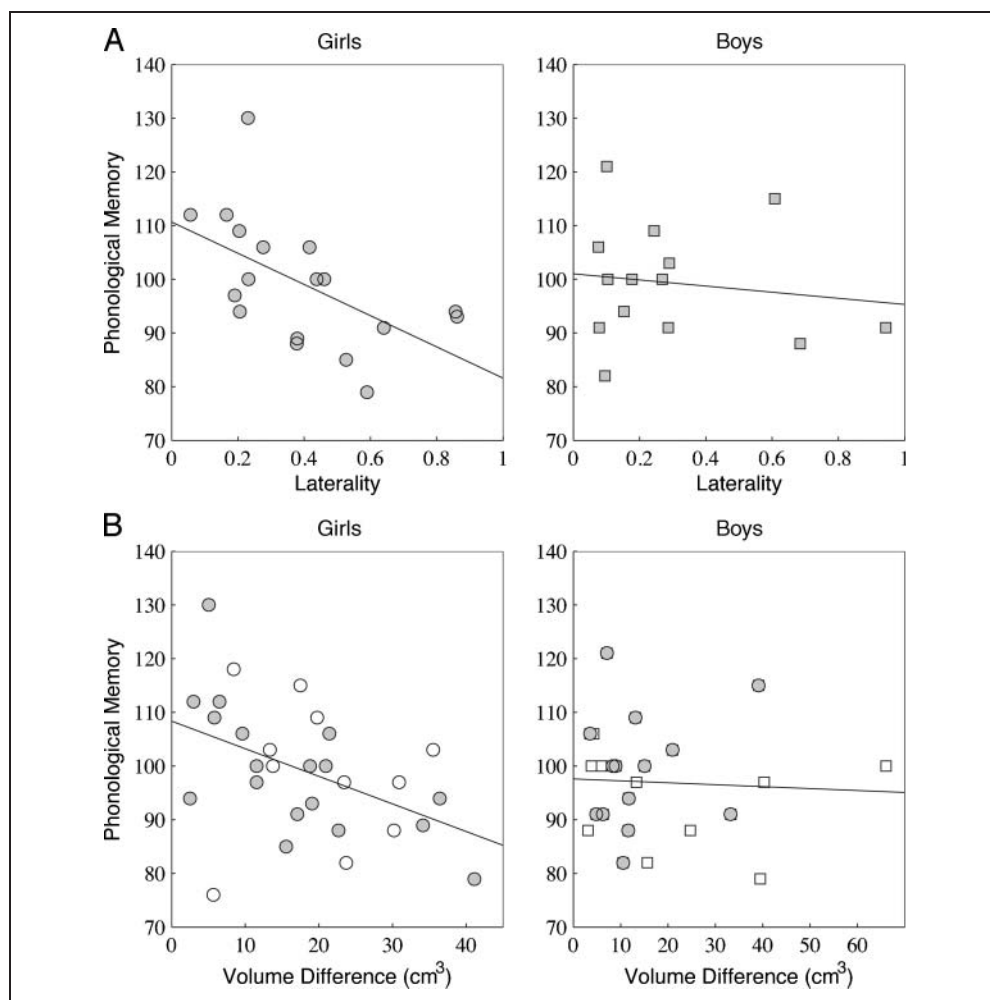 A
Girls
Boys
Phonological Memory
140
130
120
110
100
90
80
70
0 0.2 0.4 0.6 0.8 1
Laterality
140
130
120
110
100
90
80
70
0 0.2 0.4 0.6 0.8 1
Laterality
B
Girls
Boys
Phonological Memory
140
130
120
110
100
90
80
70
0 10 20 30 40
Volume Difference (cm³)
140
130
120
110
100
90
80
70
0 10 20 30 40 50 60
Volume Difference (cm³)